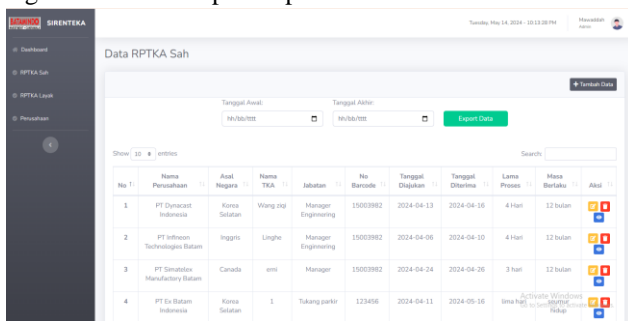 BATAMINDO
SIRENTEKA
Tuesday, May 14, 2024 - 10:13:28 PM
Mawaddah
Admin
Dashboard
RPTKA Sah
RPTKA Layak
Perusahaan
Data RPTKA Sah
+ Tambah Data
Tanggal Awal: Tanggal Akhir:
hh/bb/tttt hh/bb/tttt Export Data
Show 10 entries Search:
No Nama Perusahaan Asal Negara Nama TKA Jabatan No Barcode Tanggal Diajukan Tanggal Diterima Lama Proses Masa Berlaku Aksi
1 PT Dynacast Indonesia Korea Selatan Wang ziqi Manager Enginnering 15003982 2024-04-13 2024-04-16 4 Hari 12 bulan
2 PT Infineon Technologies Batam Inggris Linghe Manager Enginnering 15003982 2024-04-06 2024-04-10 4 Hari 12 bulan
3 PT Simatelex Manufactory Batam Canada emi Manager 15003982 2024-04-24 2024-04-26 3 hari 12 bulan
4 PT Ex Batam Indonesia Korea Selatan 1 Tukang parkir 123456 2024-04-11 2024-05-16 lima hari seumur hidup
Activate Windows